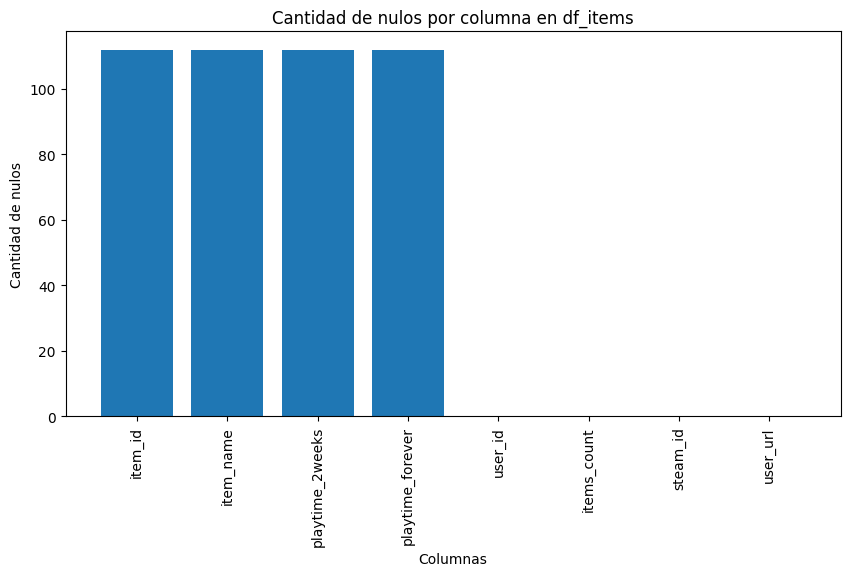 Cantidad de nulos por columna en df_items
Cantidad de nulos
100
80
60
40
20
0
item_id
item_name
playtime_2weeks
playtime_forever
user_id
items_count
steam_id
user_url
Columnas